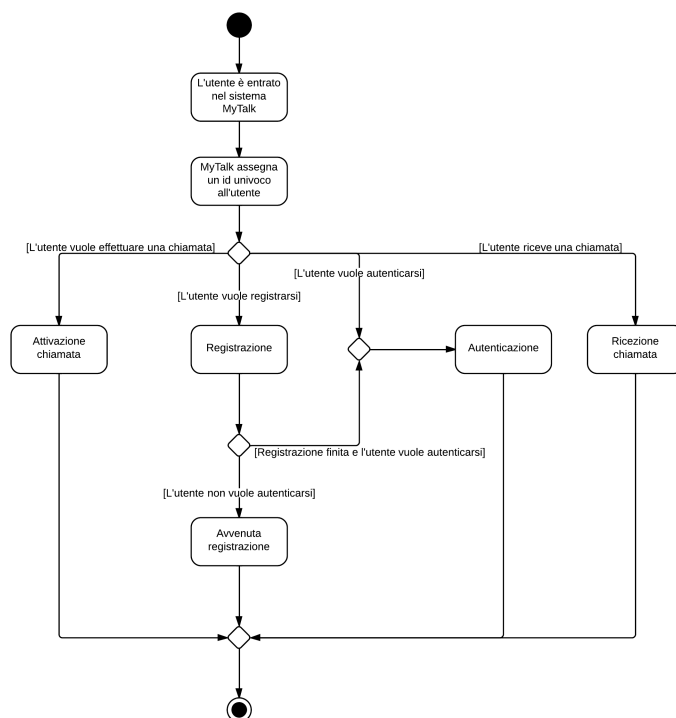 L'utente è entrato
nel sistema
MyTalk
MyTalk assegna
un id univoco
all'utente
[L'utente vuole effettuare una chiamata]
[L'utente riceve una chiamata]
[L'utente vuole autenticarsi]
[L'utente vuole registrarsi]
Attivazione
chiamata
Registrazione
Autenticazione
Ricezione
chiamata
[Registrazione finita e l'utente vuole autenticarsi]
[L'utente non vuole autenticarsi]
Avvenuta
registrazione